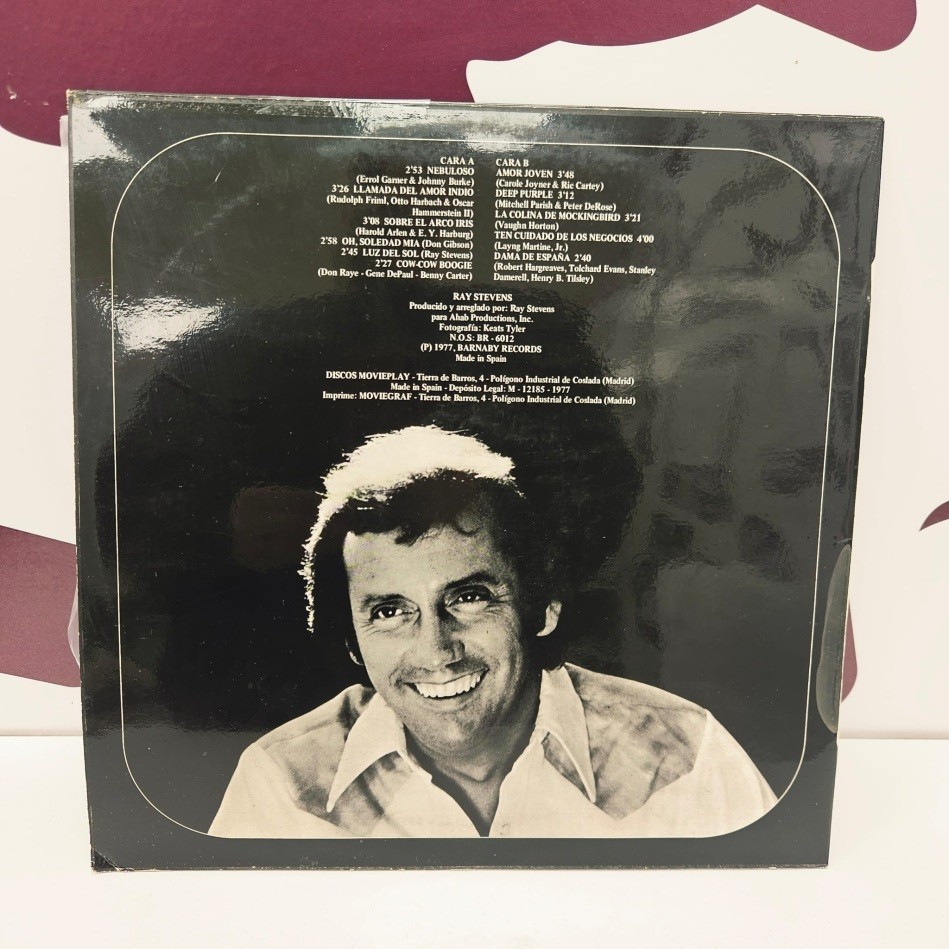 CARA A
2'53 NEBULOSO
(Errol Garner & Johnny Burke)
3'26 LLAMADA DEL AMOR INDIO
(Rudolph Friml, Otto Harbach & Oscar
Hammerstein II)
3'08 SOBRE EL ARCO IRIS
(Harold Arlen & E. Y. Harburg)
2'58 OH, SOLEDAD MIA (Don Gibson)
2'45 LUZ DEL SOL (Ray Stevens)
2'27 COW-COW BOOGIE
(Don Raye - Gene DePaul - Benny Carter)
CARA B
AMOR JOVEN 3'48
(Carole Joyner & Ric Cartey)
DEEP PURPLE 3'12
(Mitchell Parish & Peter DeRose)
LA COLINA DE MOCKINGBIRD 3'21
(Vaughn Horton)
TEN CUIDADO DE LOS NEGOCIOS 4'00
(Layng Martine, Jr.)
DAMA DE ESPAÑA 2'40
(Robert Hargreaves, Tolchard Evans, Stanley
Damerell, Henry B. Tilsley)
RAY STEVENS
Producido y arreglado por: Ray Stevens
para Ahab Productions, Inc.
Fotografía: Keats Tyler
N.O.S: BR - 6012
(P) 1977, BARNABY RECORDS
Made in Spain
DISCOS MOVIEPLAY - Tierra de Barros, 4 - Polígono Industrial de Coslada (Madrid)
Made in Spain - Depósito Legal: M - 12185 - 1977
Imprime: MOVIEGRAF - Tierra de Barros, 4 - Polígono Industrial de Coslada (Madrid)